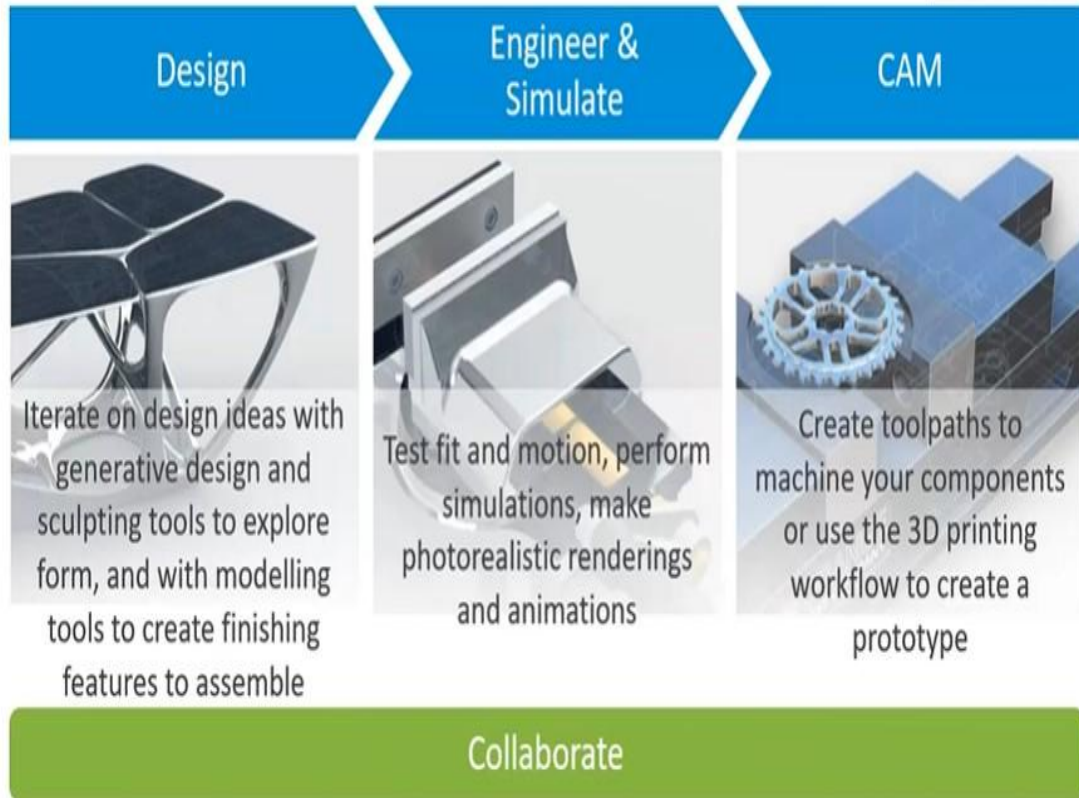 Design
Engineer &
Simulate
CAM
Iterate on design ideas with
generative design and
sculpting tools to explore
form, and with modelling
tools to create finishing
features to assemble
Test fit and motion, perform
simulations, make
photorealistic renderings
and animations
Create toolpaths to
machine your components
or use the 3D printing
workflow to create a
prototype
Collaborate